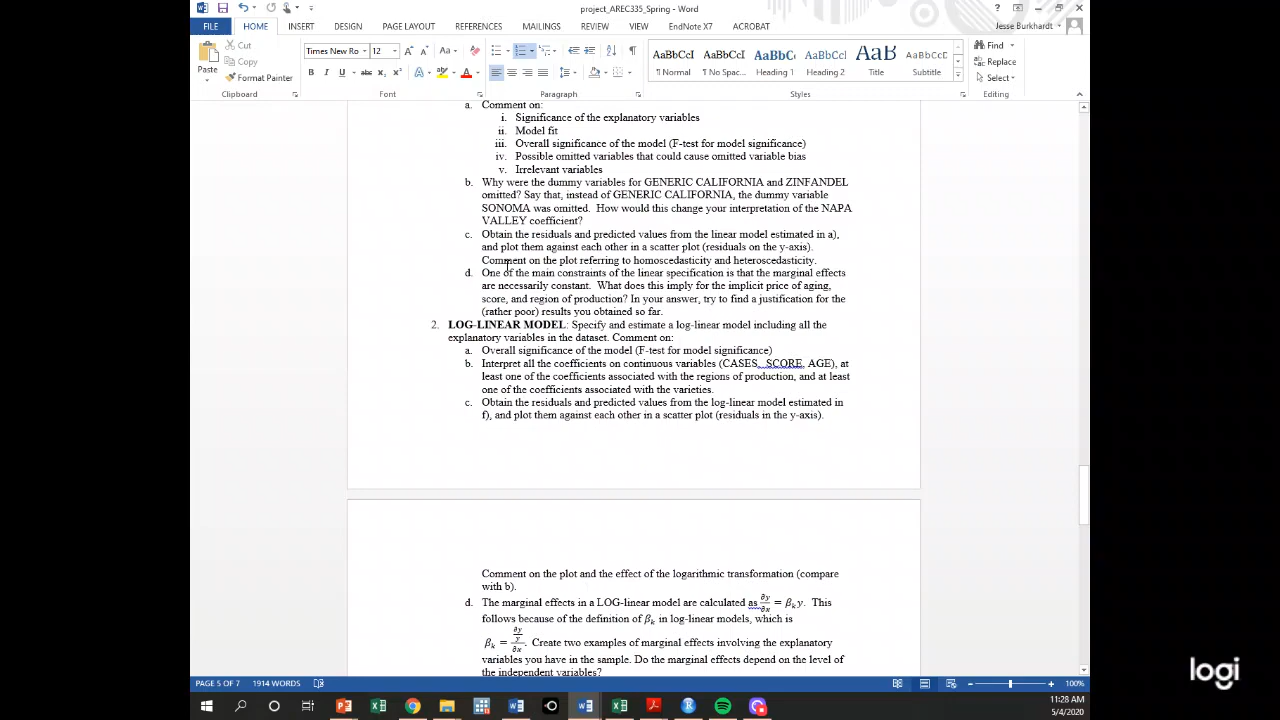 project_AREC335_Spring - Word
FILE HOME INSERT DESIGN PAGE LAYOUT REFERENCES MAILINGS REVIEW VIEW EndNote X7 ACROBAT Jesse Burkhardt
Cut
Copy
Format Painter
Paste
Clipboard
Times New Ro 12
Font
Paragraph
AaBbCcI AaBbCcI AaBbCc AaBbCcl AaB AaBbCcI
¶ Normal ¶ No Spac... Heading 1 Heading 2 Title Subtitle
Styles
Find
Replace
Select
Editing
a. Comment on:
i. Significance of the explanatory variables
ii. Model fit
iii. Overall significance of the model (F-test for model significance)
iv. Possible omitted variables that could cause omitted variable bias
v. Irrelevant variables
b. Why were the dummy variables for GENERIC CALIFORNIA and ZINFANDEL
omitted? Say that, instead of GENERIC CALIFORNIA, the dummy variable
SONOMA was omitted. How would this change your interpretation of the NAPA
VALLEY coefficient?
c. Obtain the residuals and predicted values from the linear model estimated in a),
and plot them against each other in a scatter plot (residuals on the y-axis).
Comment on the plot referring to homoscedasticity and heteroscedasticity.
d. One of the main constraints of the linear specification is that the marginal effects
are necessarily constant. What does this imply for the implicit price of aging,
score, and region of production? In your answer, try to find a justification for the
(rather poor) results you obtained so far.
2. LOG-LINEAR MODEL: Specify and estimate a log-linear model including all the
explanatory variables in the dataset. Comment on:
a. Overall significance of the model (F-test for model significance)
b. Interpret all the coefficients on continuous variables (CASES, SCORE, AGE), at
least one of the coefficients associated with the regions of production, and at least
one of the coefficients associated with the varieties.
c. Obtain the residuals and predicted values from the log-linear model estimated in
f), and plot them against each other in a scatter plot (residuals in the y-axis).
Comment on the plot and the effect of the logarithmic transformation (compare
with b).
d. The marginal effects in a LOG-linear model are calculated as ∂y/∂x = βₖy. This
follows because of the definition of βₖ in log-linear models, which is
βₖ = (∂y/y)/∂x. Create two examples of marginal effects involving the explanatory
variables you have in the sample. Do the marginal effects depend on the level of
the independent variables?
PAGE 5 OF 7 1914 WORDS 100%
11:28 AM
5/4/2020
logi